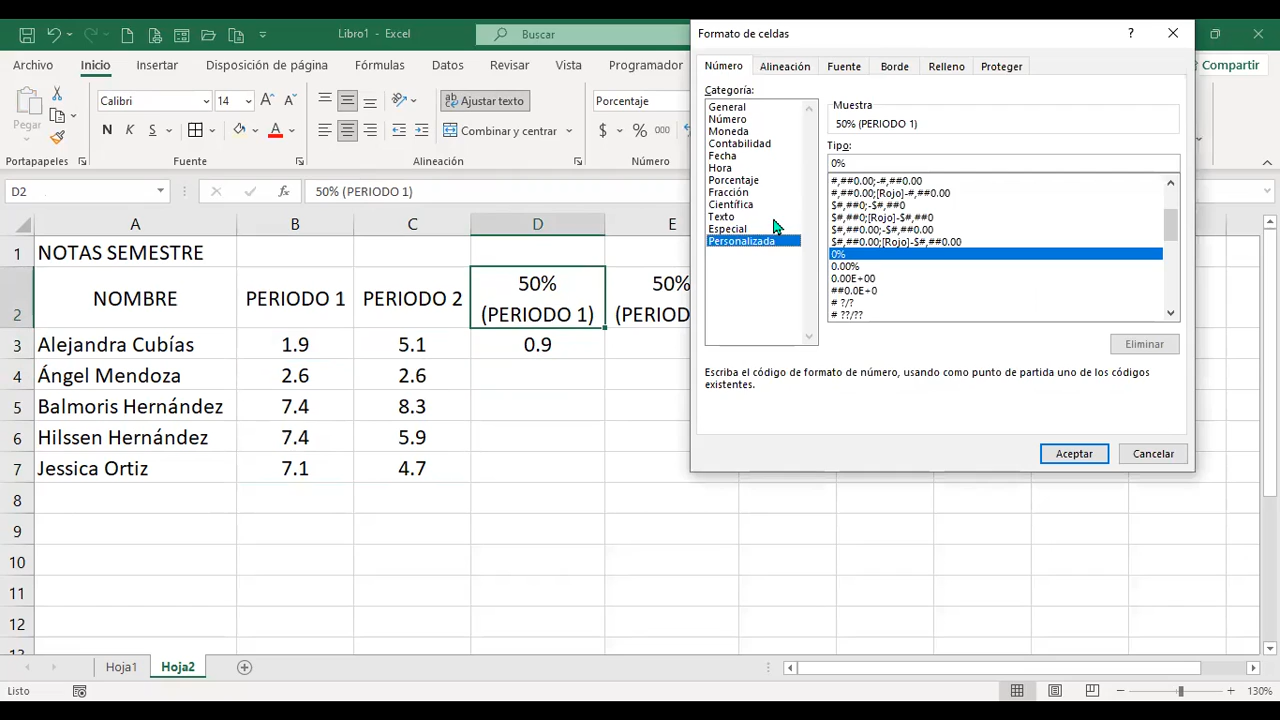 Libro1 - Excel
Buscar
Archivo
Inicio
Insertar
Disposición de página
Fórmulas
Datos
Revisar
Vista
Programador
Compartir
Pegar
Portapapeles
Calibri
14
N K S
Fuente
Ajustar texto
Combinar y centrar
Alineación
Porcentaje
$ % 000
Número
D2
fx
50% (PERIODO 1)
A B C D E
1 NOTAS SEMESTRE
2 NOMBRE PERIODO 1 PERIODO 2 50% (PERIODO 1) 50% (PERIOD
3 Alejandra Cubías 1.9 5.1 0.9
4 Ángel Mendoza 2.6 2.6
5 Balmoris Hernández 7.4 8.3
6 Hilssen Hernández 7.4 5.9
7 Jessica Ortiz 7.1 4.7
8
9
10
11
12
Hoja1
Hoja2
Listo
130%
Formato de celdas
?
Número
Alineación
Fuente
Borde
Relleno
Proteger
Categoría:
General
Número
Moneda
Contabilidad
Fecha
Hora
Porcentaje
Fracción
Científica
Texto
Especial
Personalizada
Muestra
50% (PERIODO 1)
Tipo:
0%
#,##0.00;-#,##0.00
#,##0.00;[Rojo]-#,##0.00
$#,##0;-$#,##0
$#,##0;[Rojo]-$#,##0
$#,##0.00;-$#,##0.00
$#,##0.00;[Rojo]-$#,##0.00
0%
0.00%
0.00E+00
##0.0E+0
# ?/?
# ??/??
Eliminar
Escriba el código de formato de número, usando como punto de partida uno de los códigos
existentes.
Aceptar
Cancelar